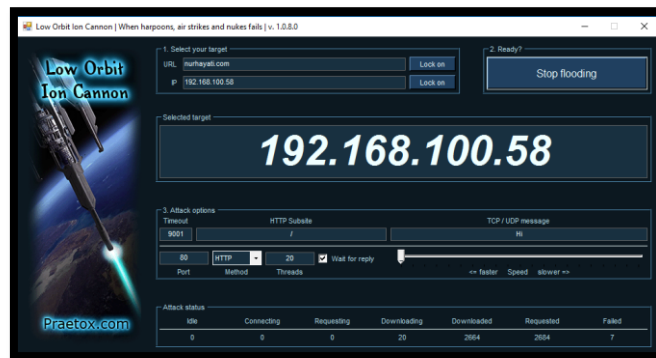 Low Orbit Ion Cannon | When harpoons, air strikes and nukes fails | v. 1.0.8.0
Low Orbit
Ion Cannon
Praetox.com
1. Select your target
URL nurhayati.com Lock on
IP 192.168.100.58 Lock on
2. Ready?
Stop flooding
Selected target
192.168.100.58
3. Attack options
Timeout HTTP Subsite TCP / UDP message
9001 / Hi
80 HTTP 20 Wait for reply
Port Method Threads <= faster Speed slower =>
Attack status
Idle Connecting Requesting Downloading Downloaded Requested Failed
0 0 0 20 2664 2684 7